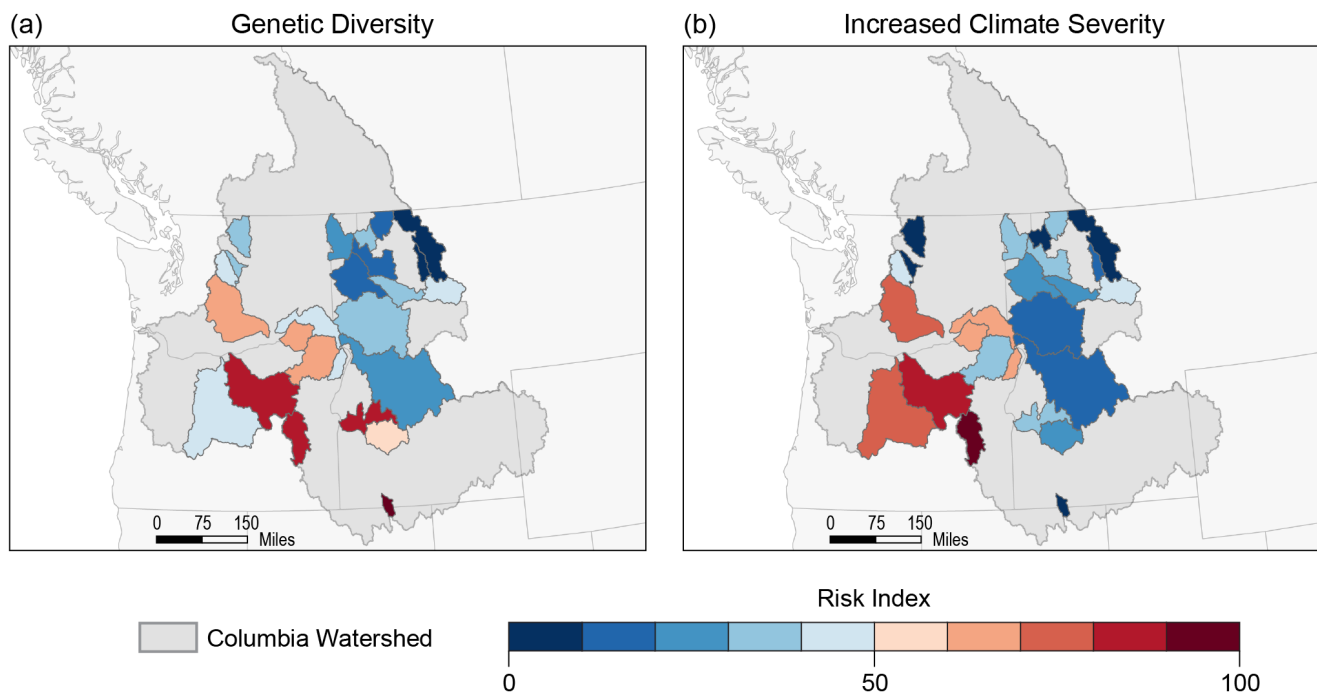 (a) Genetic Diversity
(b) Increased Climate Severity
0 75 150
Miles
0 75 150
Miles
Columbia Watershed
Risk Index
0 50 100